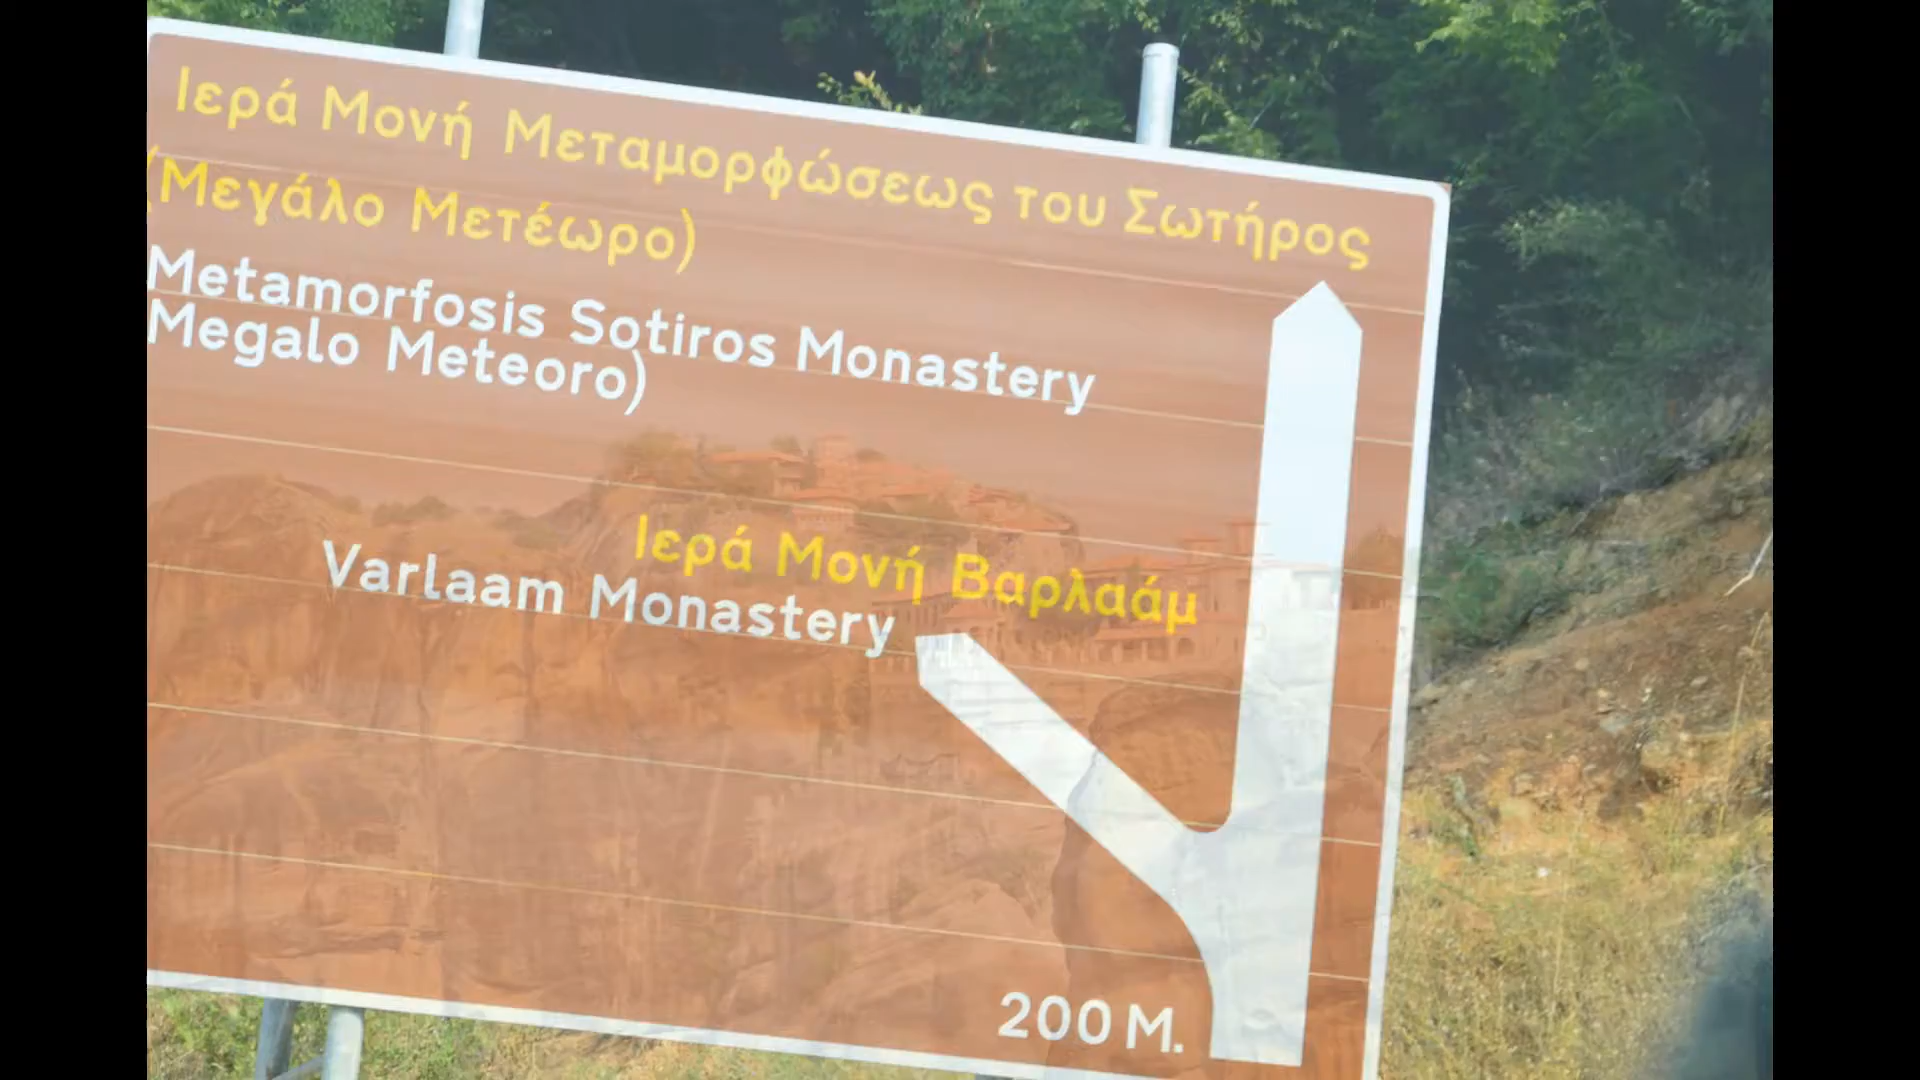 Ιερά Μονή Μεταμορφώσεως του Σωτήρος
(Μεγάλο Μετέωρο)
Metamorfosis Sotiros Monastery
Megalo Meteoro)
Ιερά Μονή Βαρλαάμ
Varlaam Monastery
200 M.